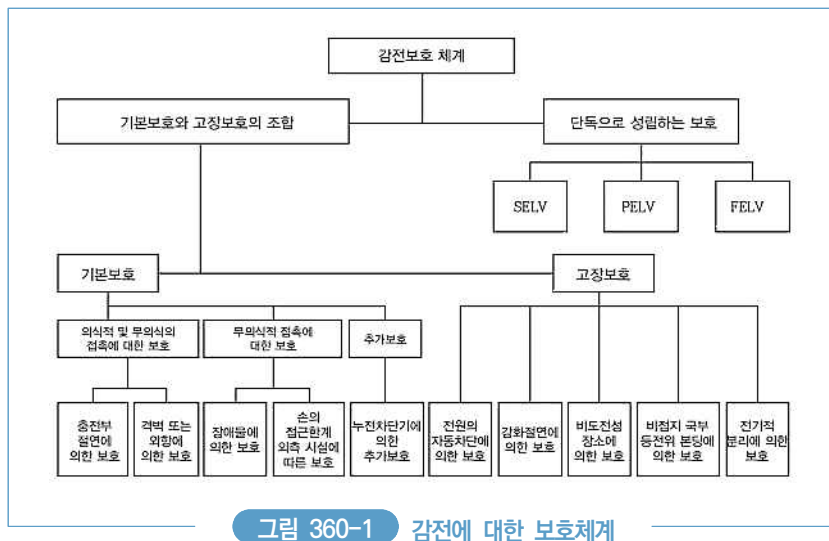 감전보호 체계
기본보호와 고장보호의 조합
단독으로 성립하는 보호
SELV
PELV
FELV
기본보호
고장보호
의식적 및 무의식의
접촉에 대한 보호
무의식적 접촉에
대한 보호
추가보호
충전부
절연에
의한 보호
격벽 또는
외함에
의한 보호
장애물에
의한 보호
손의
접근한계
외측 시설에
따른 보호
누전차단기에
의한
추가보호
전원의
자동차단에
의한 보호
강화절연에
의한 보호
비도전성
장소에
의한 보호
비접지 국부
등전위 본딩에
의한 보호
전기적
분리에 의한
보호
그림 360-1 감전에 대한 보호체계